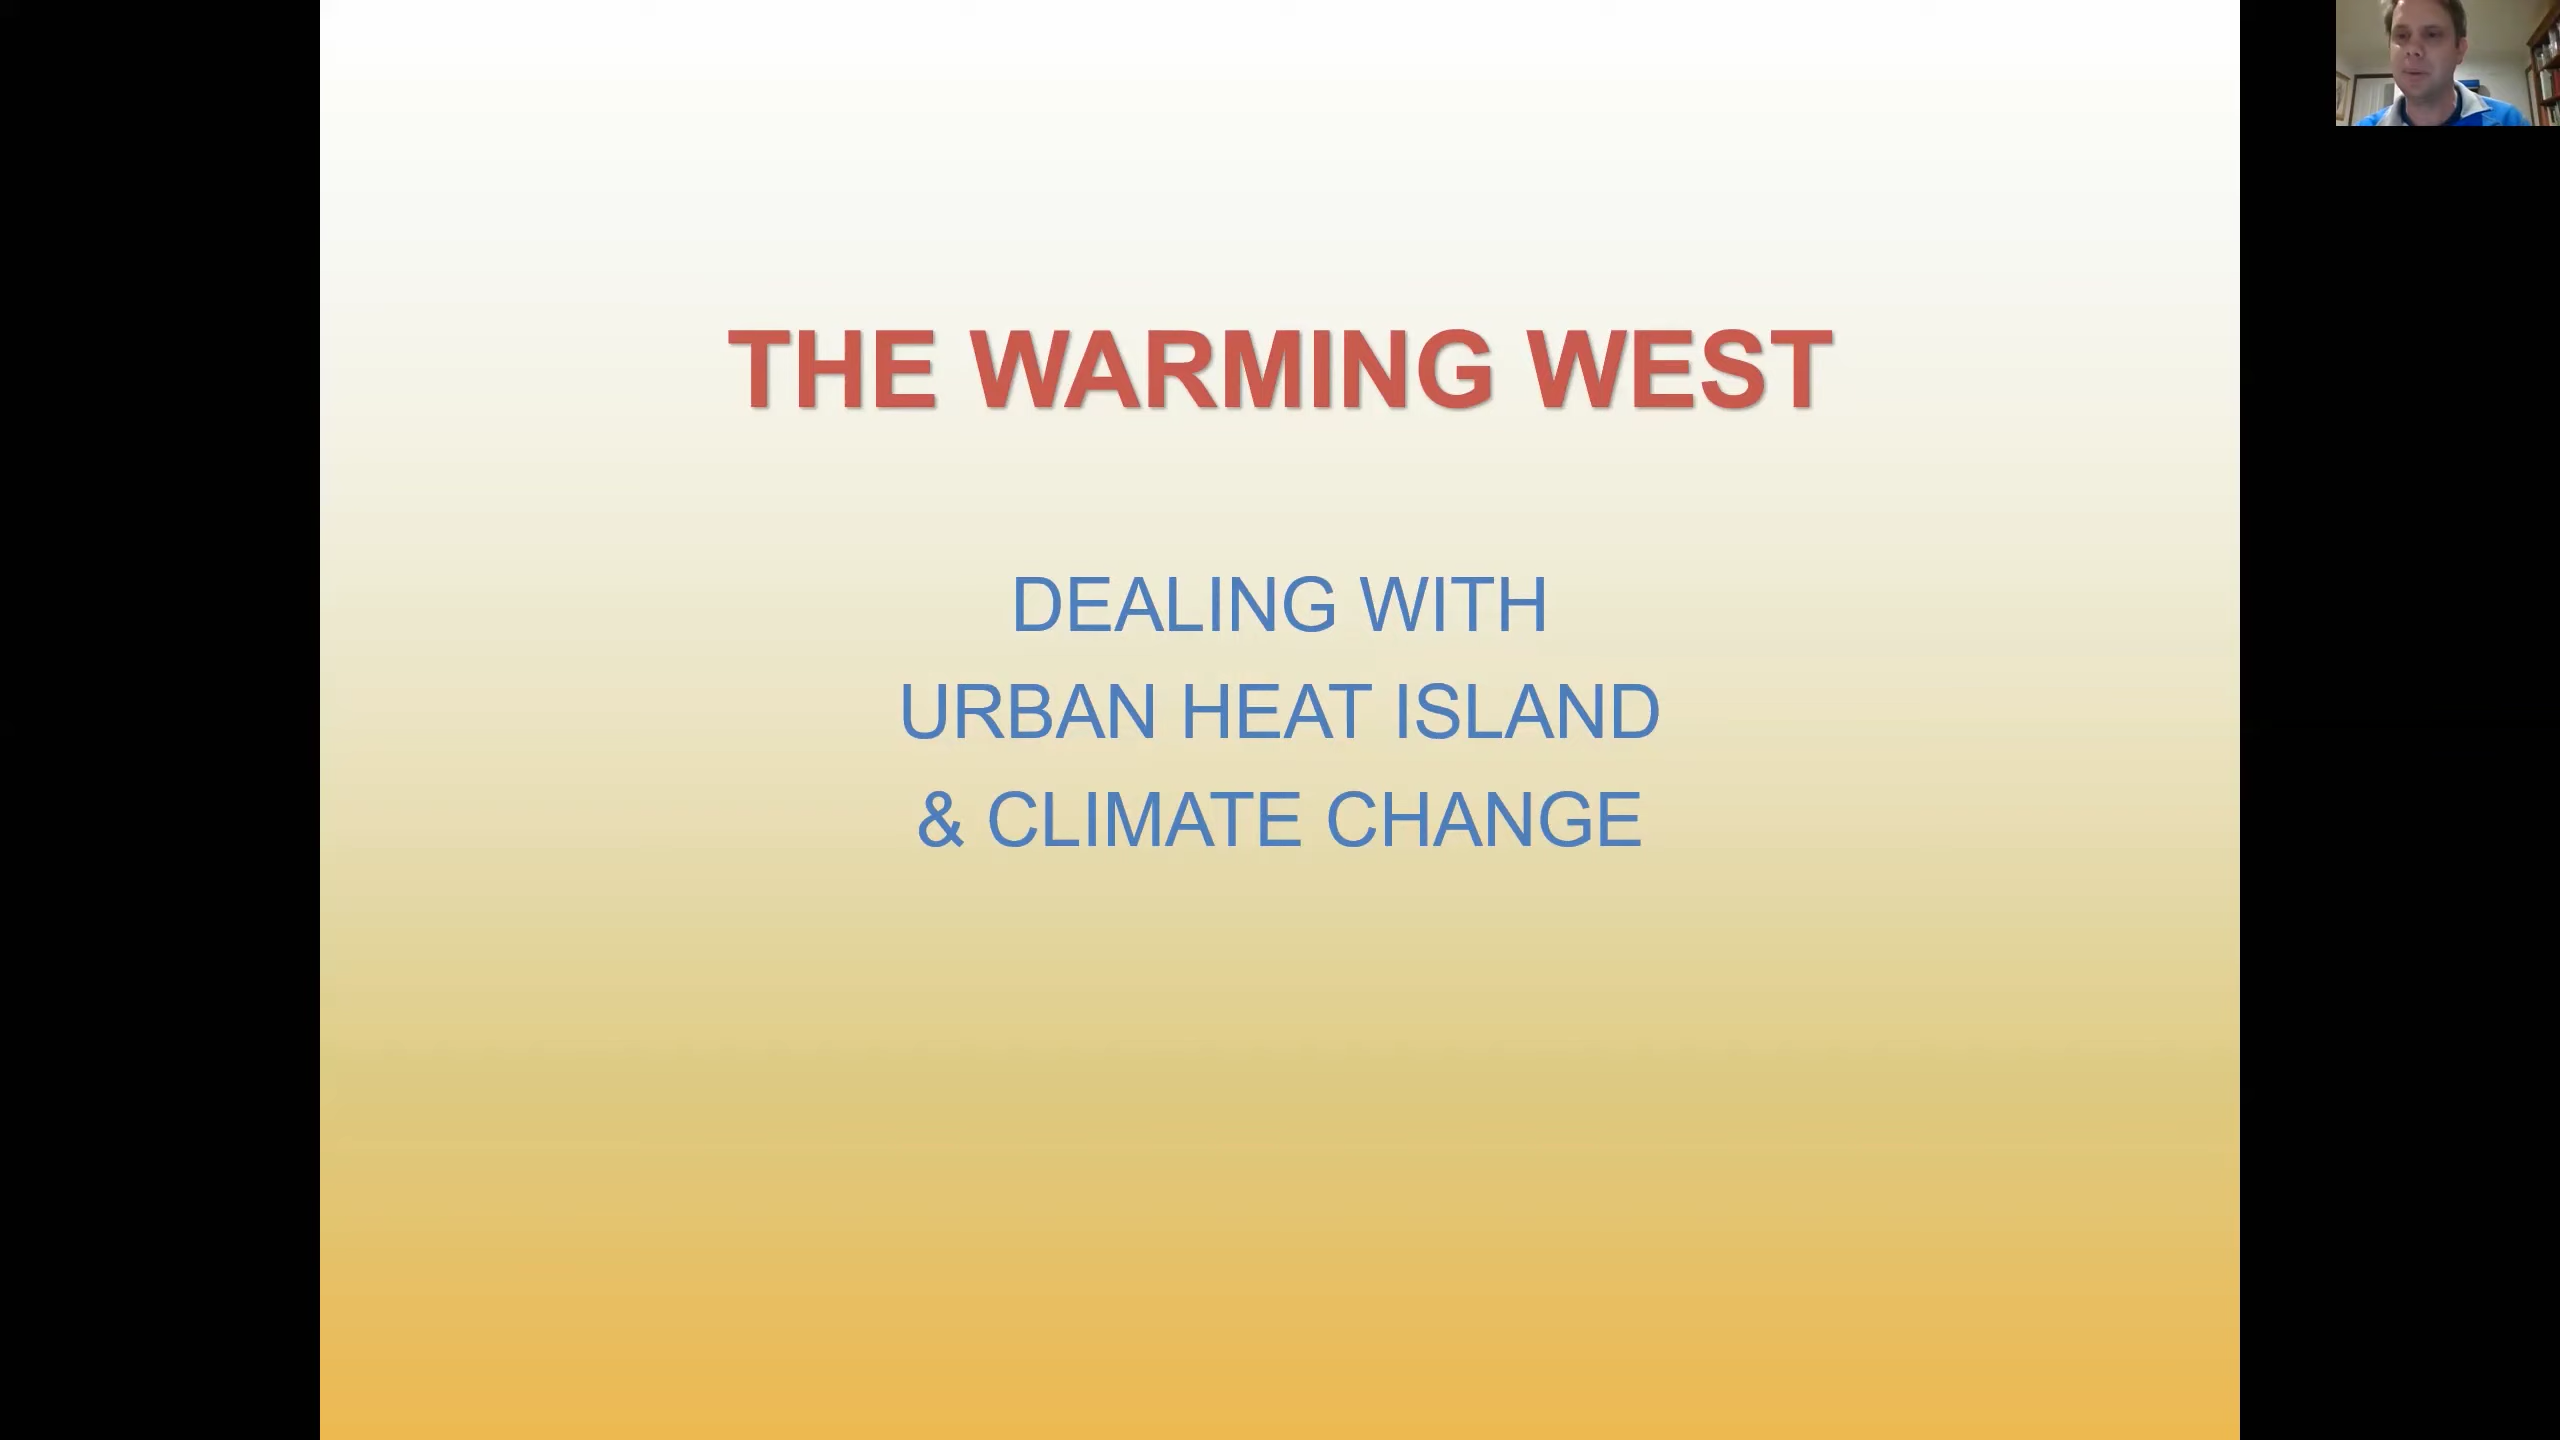 THE WARMING WEST
DEALING WITH
URBAN HEAT ISLAND
& CLIMATE CHANGE